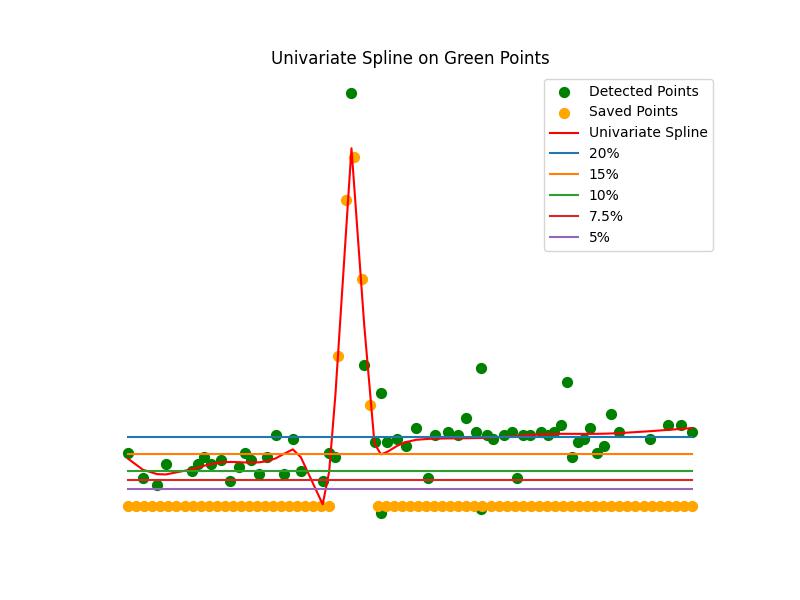 Univariate Spline on Green Points
Detected Points
Saved Points
Univariate Spline
20%
15%
10%
7.5%
5%